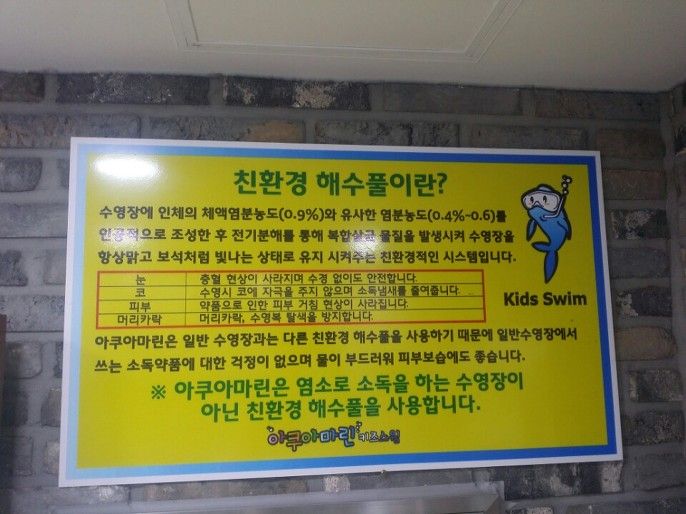 친환경 해수풀이란?
수영장에 인체의 체액염분농도(0.9%)와 유사한 염분농도(0.4%~0.6)를
인공적으로 조성한 후 전기분해를 통해 복합살균 물질을 발생시켜 수영장을
항상맑고 보석처럼 빛나는 상태로 유지 시켜주는 친환경적인 시스템입니다.
눈 충혈 현상이 사라지며 수경 없이도 안전합니다.
코 수영시 코에 자극을 주지 않으며 소독냄새를 줄여줍니다.
피부 약품으로 인한 피부 거칠 현상이 사라집니다.
머리카락 머리카락, 수영복 탈색을 방지합니다.
Kids Swim
아쿠아마린은 일반 수영장과는 다른 친환경 해수풀을 사용하기 때문에 일반수영장에서
쓰는 소독약품에 대한 걱정이 없으며 물이 부드러워 피부보습에도 좋습니다.
※ 아쿠아마린은 염소로 소독을 하는 수영장이
아닌 친환경 해수풀을 사용합니다.
아쿠아마린 키즈스윔